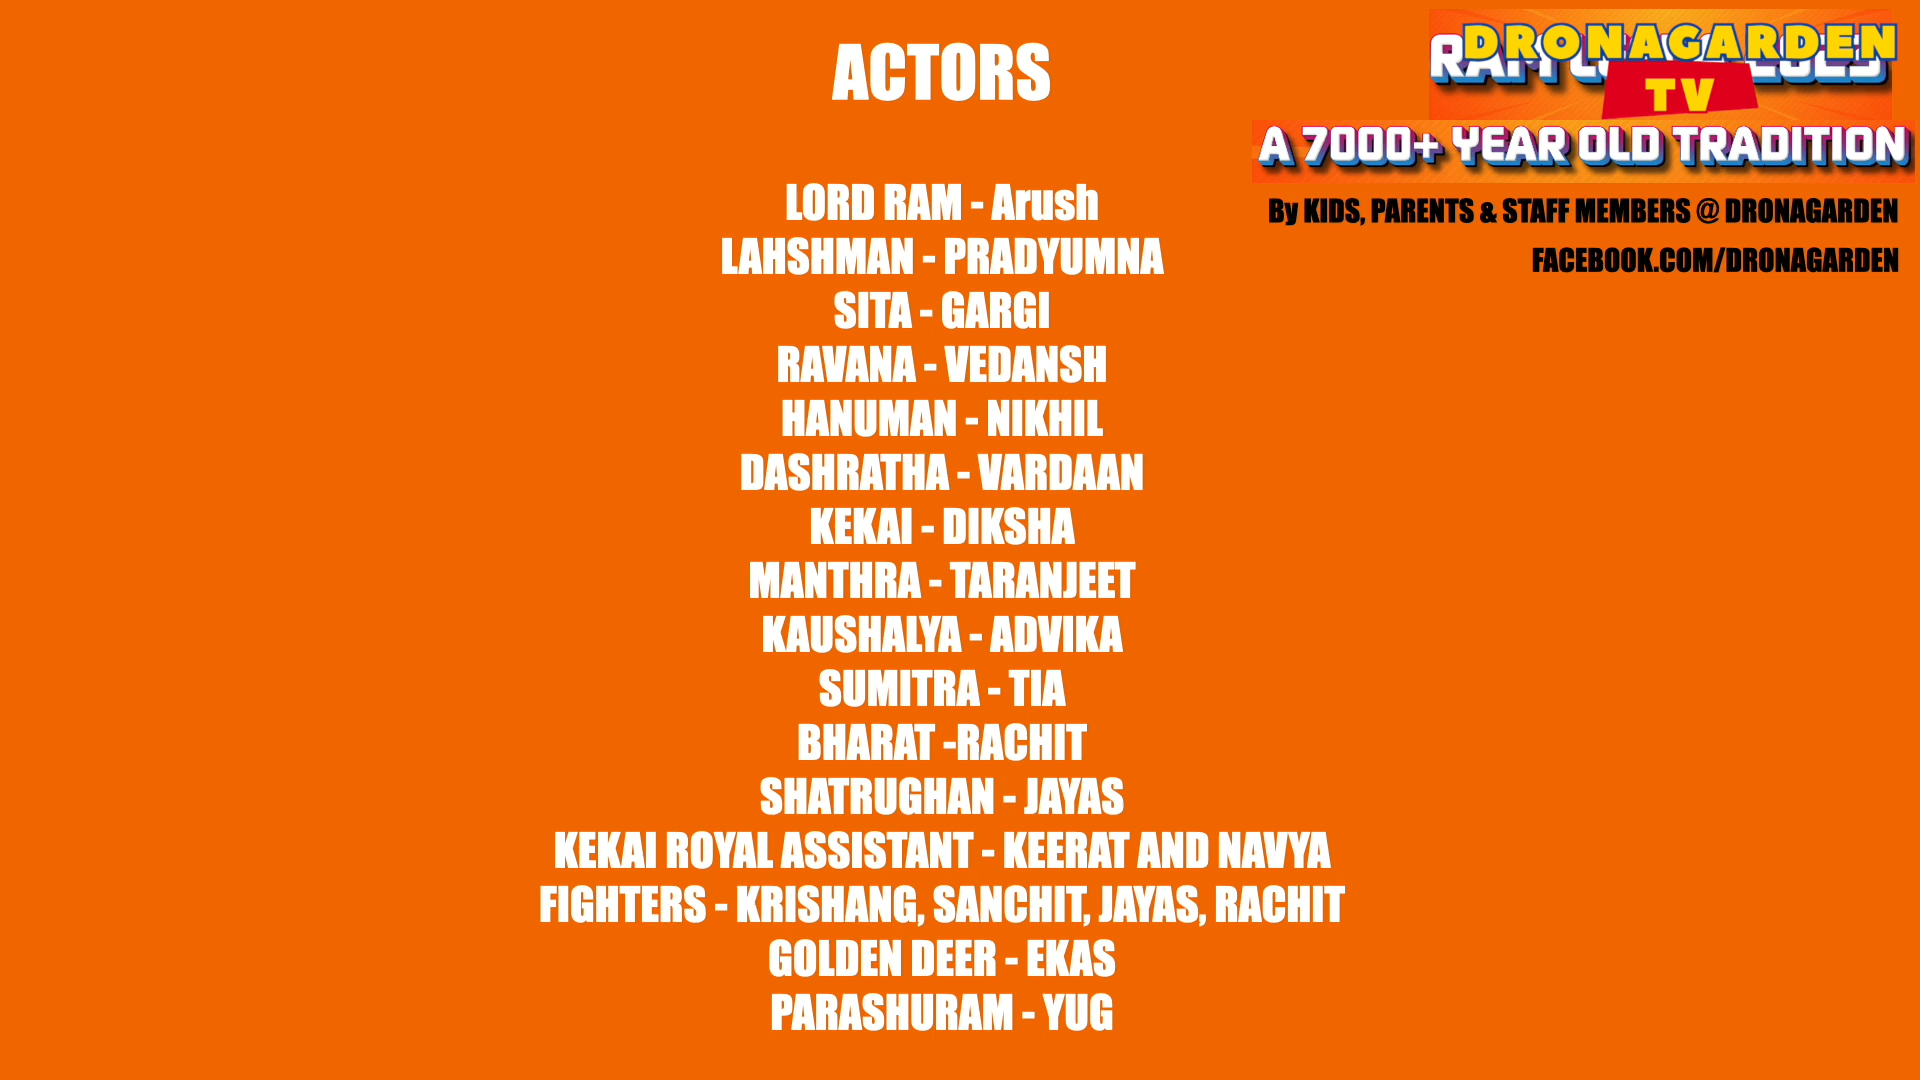 ACTORS
LORD RAM - Arush
LAHSHMAN - PRADYUMNA
SITA - GARGI
RAVANA - VEDANSH
HANUMAN - NIKHIL
DASHRATHA - VARDAAN
KEKAI - DIKSHA
MANTHRA - TARANJEET
KAUSHALYA - ADVIKA
SUMITRA - TIA
BHARAT -RACHIT
SHATRUGHAN - JAYAS
KEKAI ROYAL ASSISTANT - KEERAT AND NAVYA
FIGHTERS - KRISHANG, SANCHIT, JAYAS, RACHIT
GOLDEN DEER - EKAS
PARASHURAM - YUG
DRONAGARDEN
TV
A 7000+ YEAR OLD TRADITION
By KIDS, PARENTS & STAFF MEMBERS @ DRONAGARDEN
FACEBOOK.COM/DRONAGARDEN